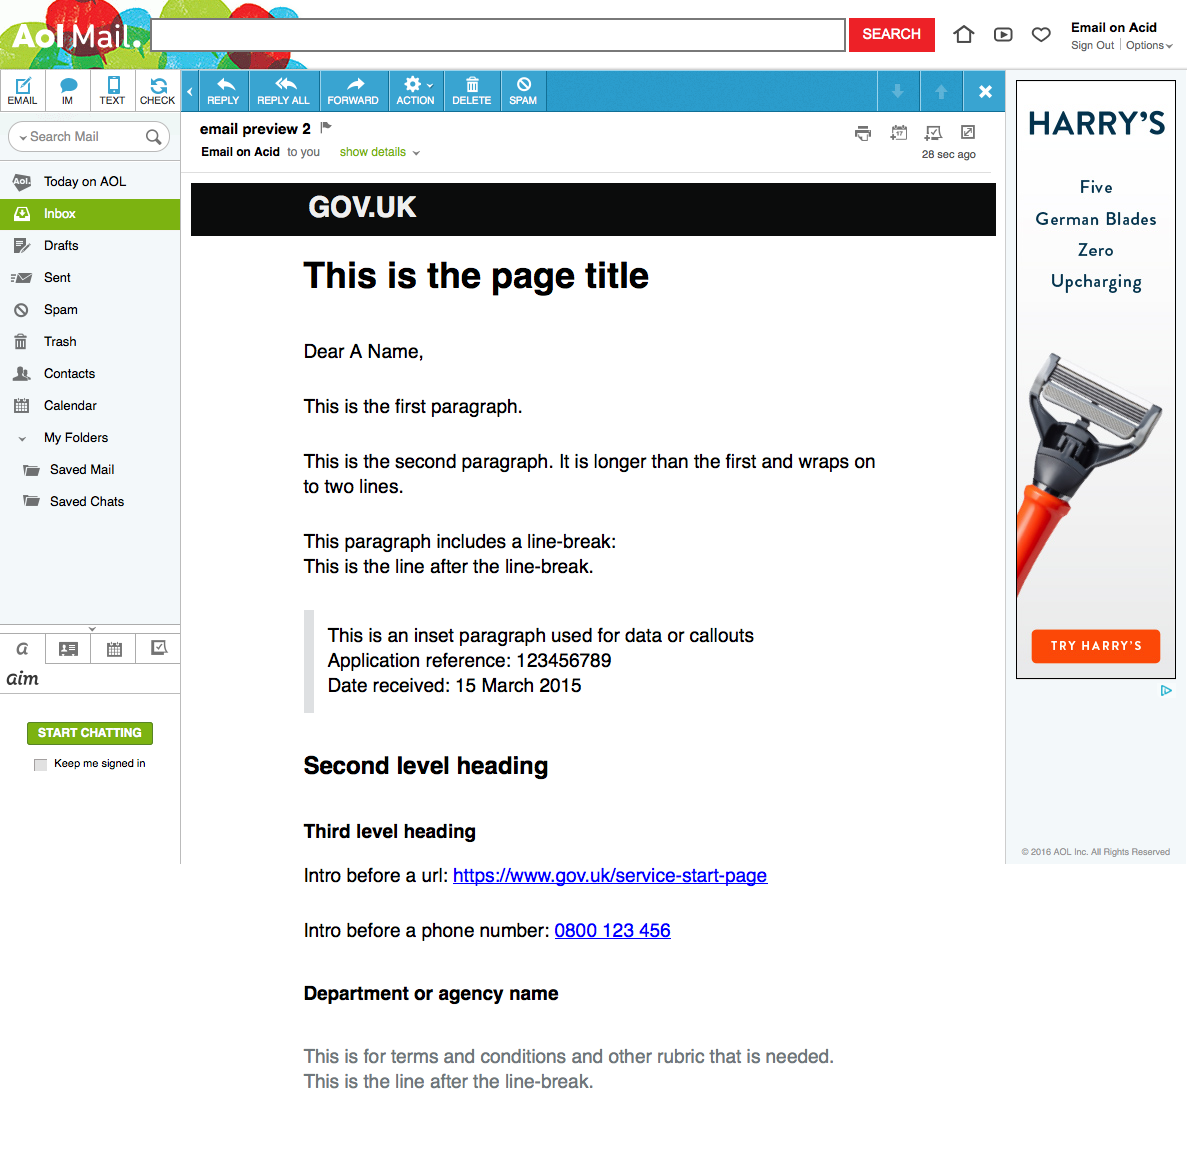 Aol Mail.
SEARCH
Email on Acid
Sign Out
Options
EMAIL
IM
TEXT
CHECK
REPLY
REPLY ALL
FORWARD
ACTION
DELETE
SPAM
Search Mail
Aol.
Today on AOL
Inbox
Drafts
Sent
Spam
Trash
Contacts
Calendar
My Folders
Saved Mail
Saved Chats
a
aim
START CHATTING
Keep me signed in
email preview 2
Email on Acid to you show details
17
28 sec ago
GOV.UK
This is the page title
Dear A Name,
This is the first paragraph.
This is the second paragraph. It is longer than the first and wraps on
to two lines.
This paragraph includes a line-break:
This is the line after the line-break.
This is an inset paragraph used for data or callouts
Application reference: 123456789
Date received: 15 March 2015
Second level heading
Third level heading
Intro before a url: https://www.gov.uk/service-start-page
Intro before a phone number: 0800 123 456
Department or agency name
This is for terms and conditions and other rubric that is needed.
This is the line after the line-break.
HARRY'S
Five
German Blades
Zero
Upcharging
TRY HARRY'S
© 2016 AOL Inc. All Rights Reserved